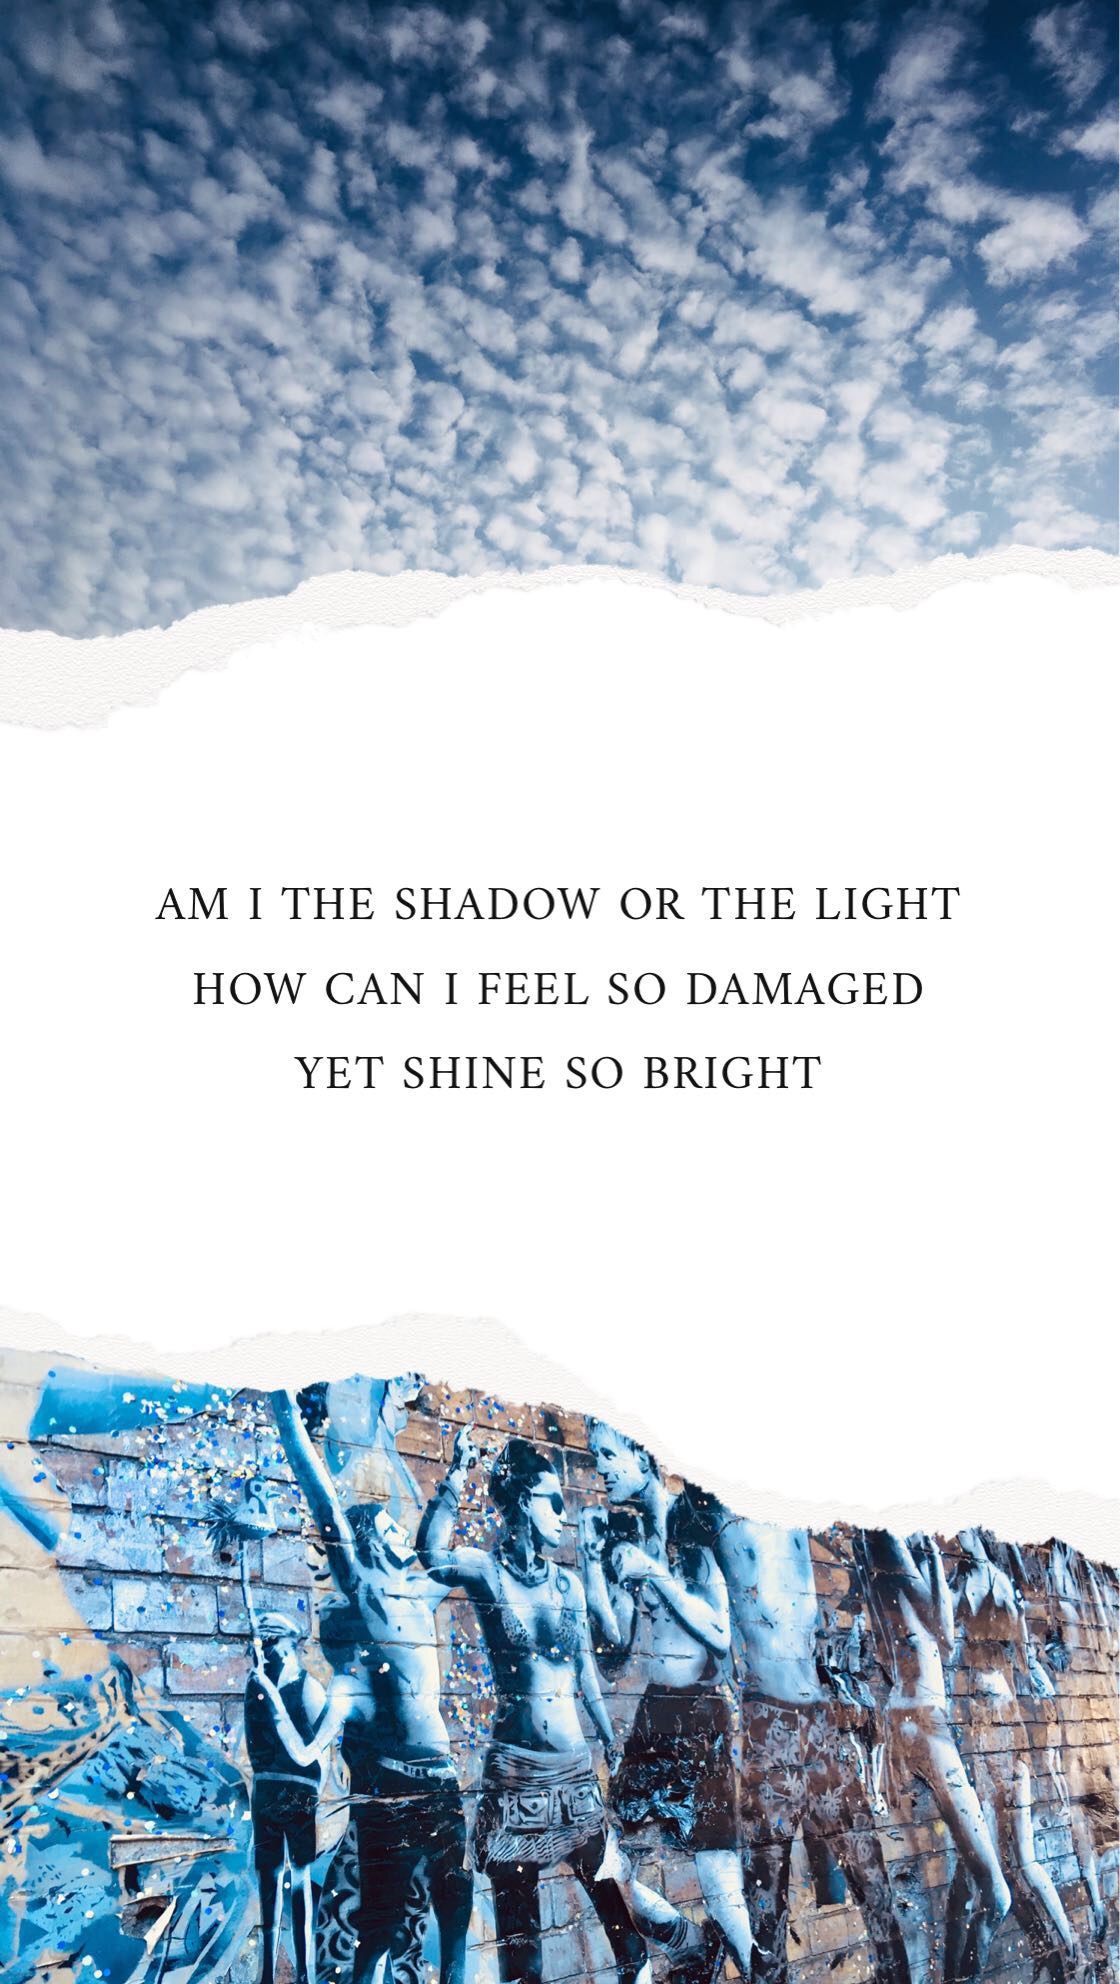 AM I THE SHADOW OR THE LIGHT
HOW CAN I FEEL SO DAMAGED
YET SHINE SO BRIGHT